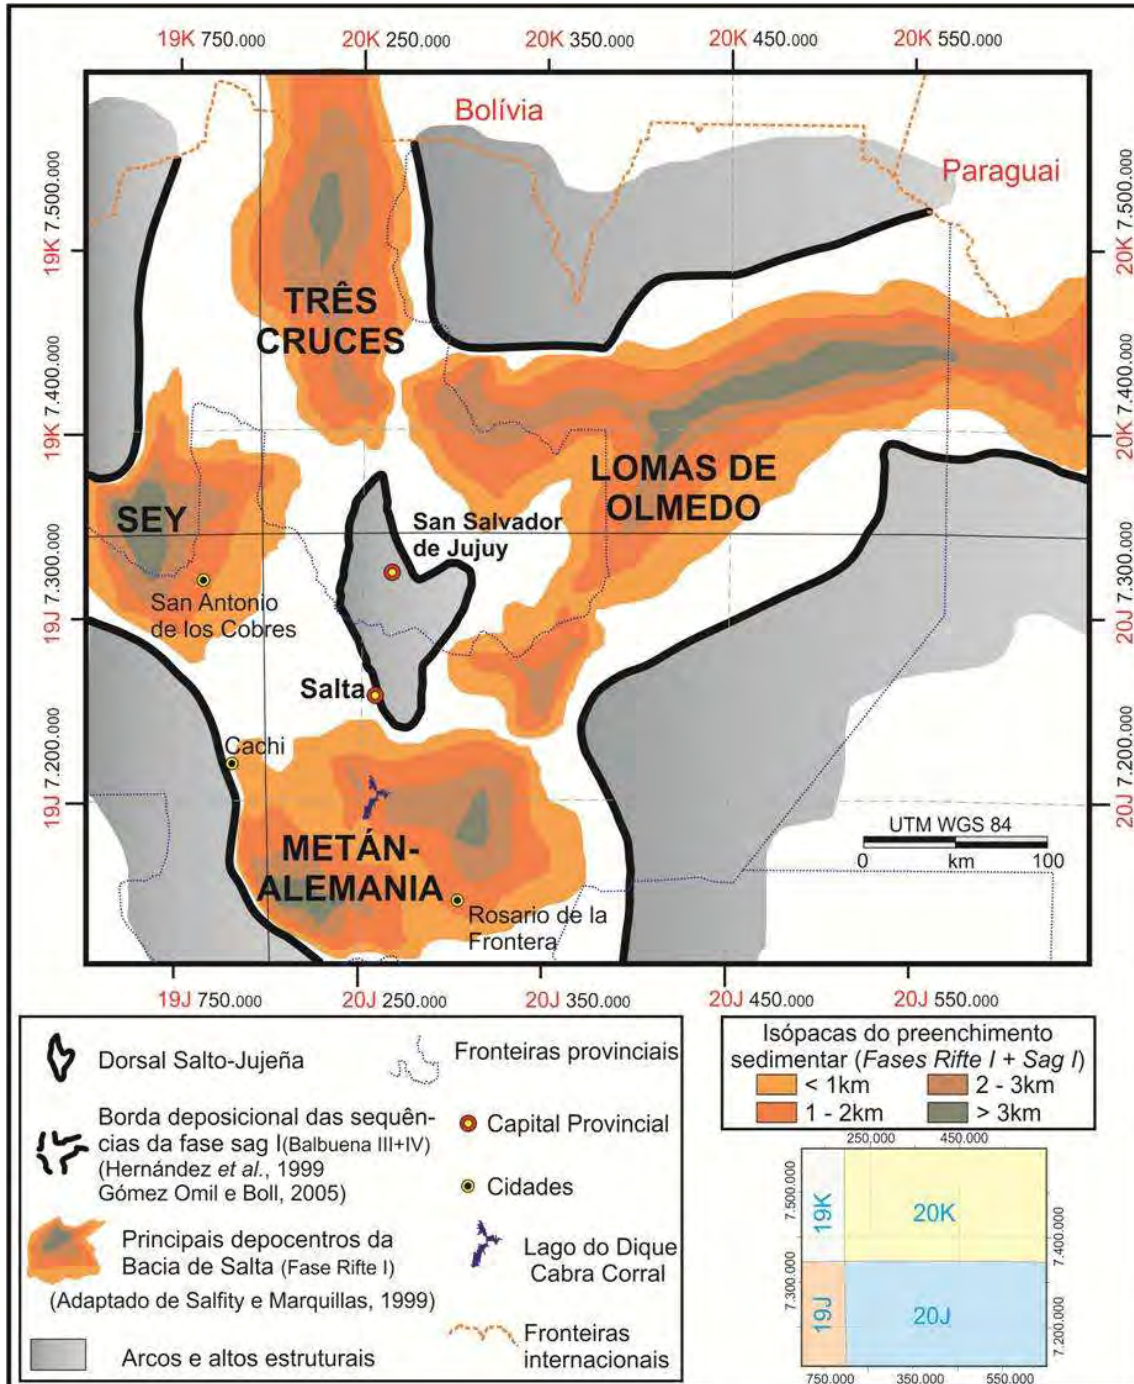 19K 750.000
20K 250.000
20K 350.000
20K 450.000
20K 550.000
Bolívia
Paraguai
19K 7.500.000
20K 7.500.000
TRÊS
CRUCES
19K 7.400.000
20K 7.400.000
LOMAS DE
OLMEDO
SEY
San Salvador
de Jujuy
San Antonio
de los Cobres
19J 7.300.000
20J 7.300.000
Salta
Cachi
19J 7.200.000
20J 7.200.000
UTM WGS 84
0 km 100
METÁN-
ALEMANIA
Rosario de la
Frontera
19J 750.000
20J 250.000
20J 350.000
20J 450.000
20J 550.000
Dorsal Salto-Jujeña
Borda deposicional das sequên-
cias da fase sag I(Balbuena III+IV)
(Hernández et al., 1999
Gómez Omil e Boll, 2005)
Principais depocentros da
Bacia de Salta (Fase Rifte I)
(Adaptado de Salfity e Marquillas, 1999)
Arcos e altos estruturais
Fronteiras provinciais
Capital Provincial
Cidades
Lago do Dique
Cabra Corral
Fronteiras
internacionais
Isópacas do preenchimento
sedimentar (Fases Rifte I + Sag I)
< 1km
2 - 3km
1 - 2km
> 3km
250.000
450.000
7.500.000
19K
20K
7.400.000
7.300.000
19J
20J
7.200.000
750.000
350.000
550.000